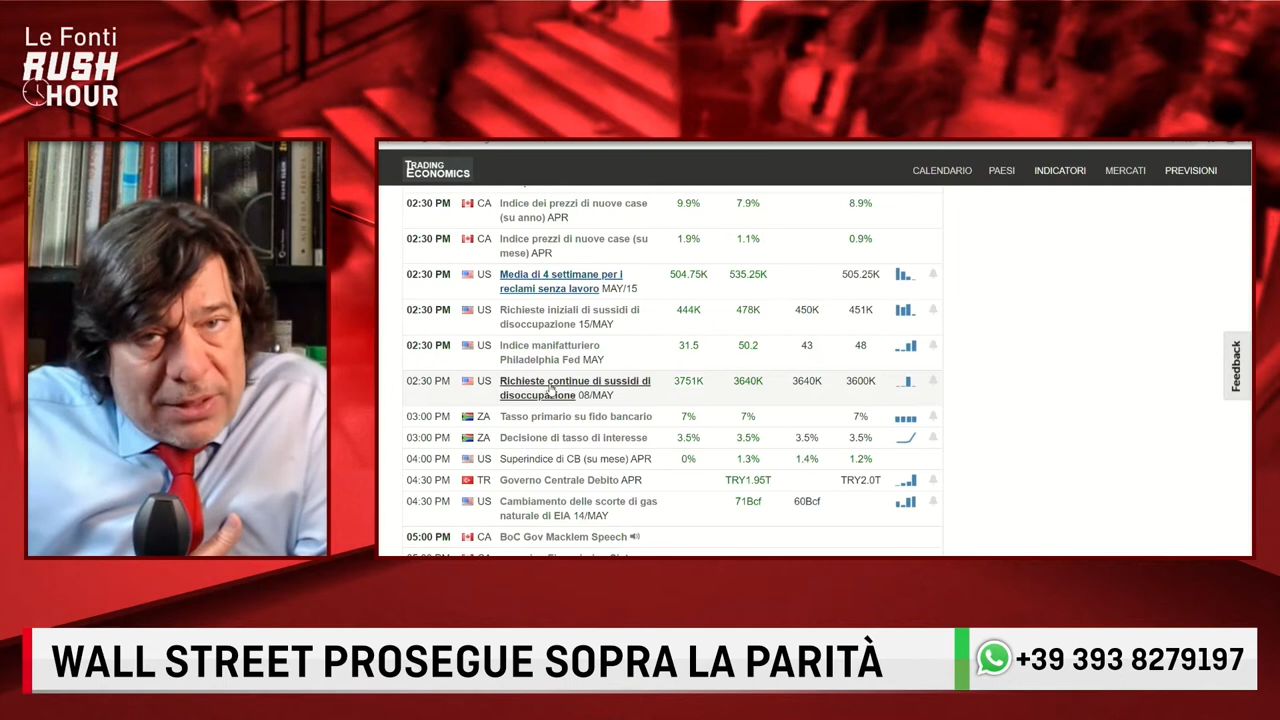 Le Fonti
RUSH
HOUR
TRADING
ECONOMICS
CALENDARIO PAESI INDICATORI MERCATI PREVISIONI
02:30 PM CA Indice dei prezzi di nuove case 9.9% 7.9% 8.9%
(su anno) APR
02:30 PM CA Indice prezzi di nuove case (su 1.9% 1.1% 0.9%
mese) APR
02:30 PM US Media di 4 settimane per i 504.75K 535.25K 505.25K
reclami senza lavoro MAY/15
02:30 PM US Richieste iniziali di sussidi di 444K 478K 450K 451K
disoccupazione 15/MAY
02:30 PM US Indice manifatturiero 31.5 50.2 43 48
Philadelphia Fed MAY
02:30 PM US Richieste continue di sussidi di 3751K 3640K 3640K 3600K
disoccupazione 08/MAY
03:00 PM ZA Tasso primario su fido bancario 7% 7% 7%
03:00 PM ZA Decisione di tasso di interesse 3.5% 3.5% 3.5% 3.5%
04:00 PM US Superindice di CB (su mese) APR 0% 1.3% 1.4% 1.2%
04:30 PM TR Governo Centrale Debito APR TRY1.95T TRY2.0T
04:30 PM US Cambiamento delle scorte di gas 71Bcf 60Bcf
naturale di EIA 14/MAY
05:00 PM CA BoC Gov Macklem Speech
Feedback
WALL STREET PROSEGUE SOPRA LA PARITÀ
+39 393 8279197